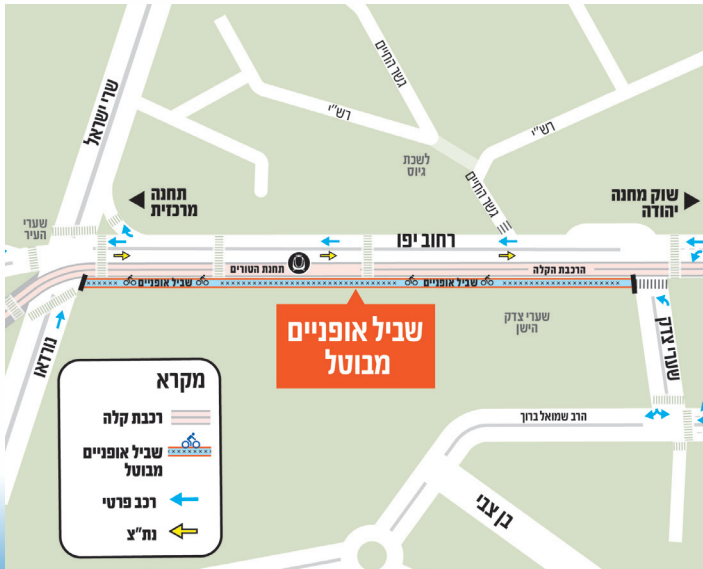 שרי ישראל
גשר החיים
רש"י
רש"י
לשכת
גיוס
גשר החיים
תחנה
מרכזית
שוק מחנה
יהודה
שערי
העיר
רחוב יפו
תחנת הטורים
הרכבת הקלה
שביל אופניים
שביל אופניים
שביל אופניים
מבוטל
שערי צדק
הישן
נורדאו
שערי צדק
הרב שמואל ברוך
בן צבי
מקרא
רכבת קלה
שביל אופניים
מבוטל
רכב פרטי
נת"צ